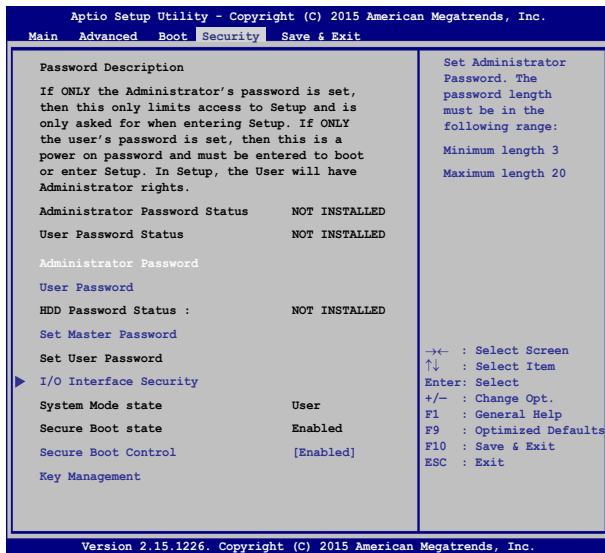 Aptio Setup Utility - Copyright (C) 2015 American Megatrends, Inc.
Main Advanced Boot Security Save & Exit
Password Description
If ONLY the Administrator's password is set,
then this only limits access to Setup and is
only asked for when entering Setup. If ONLY
the user's password is set, then this is a
power on password and must be entered to boot
or enter Setup. In Setup, the User will have
Administrator rights.
Administrator Password Status NOT INSTALLED
User Password Status NOT INSTALLED
Administrator Password
User Password
HDD Password Status : NOT INSTALLED
Set Master Password
Set User Password
I/O Interface Security
System Mode state User
Secure Boot state Enabled
Secure Boot Control [Enabled]
Key Management
Set Administrator
Password. The
password length
must be in the
following range:
Minimum length 3
Maximum length 20
→← : Select Screen
↑↓ : Select Item
Enter: Select
+/— : Change Opt.
F1 : General Help
F9 : Optimized Defaults
F10 : Save & Exit
ESC : Exit
Version 2.15.1226. Copyright (C) 2015 American Megatrends, Inc.